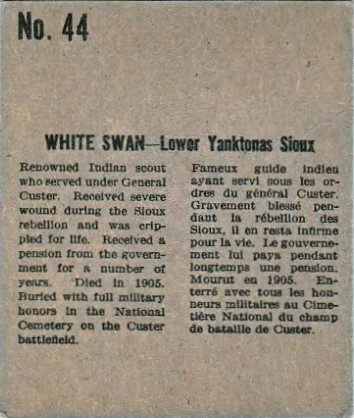 No. 44
WHITE SWAN—Lower Yanktonas Sioux
Renowned Indian scout
who served under General
Custer. Received severe
wound during the Sioux
rebellion and was crip-
pled for life. Received a
pension from the govern-
ment for a number of
years. Died in 1905.
Buried with full military
honors in the National
Cemetery on the Custer
battlefield.
Fameux guide indien
ayant servi sous les or-
dres du général Custer.
Gravement blessé pen-
dant la rébellion des
Sioux, il en resta infirme
pour la vie. Le gouverne-
ment lui paya pendant
longtemps une pension.
Mourut en 1905. En-
terré avec tous les hon-
neurs militaires au Cime-
tière National du champ
de bataille de Custer.